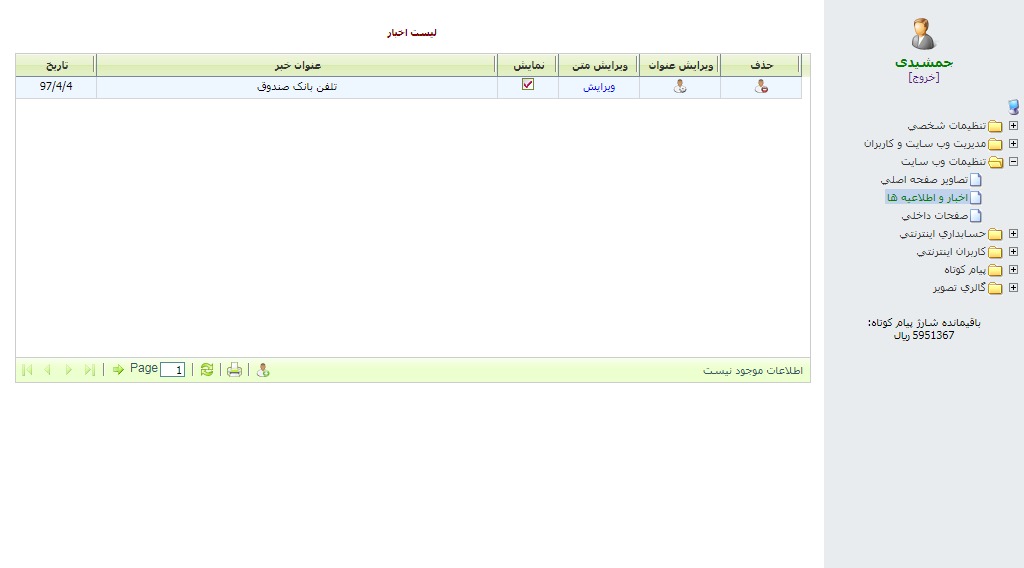 جمشیدی
[خروج]
تنظیمات شخصي
مدیریت وب سایت و کاربران
تنظیمات وب سایت
تصاویر صفحه اصلي
اخبار و اطلاعیه ها
صفحات داخلي
حسابداري اینترنتي
کاربران اینترنتي
پیام کوتاه
گالري تصویر
باقیمانده شارژ پیام کوتاه:
5951367 ریال
لیست اخبار
حذف ویرایش عنوان ویرایش متن نمایش عنوان خبر تاریخ
ویرایش تلفن بانک صندوق 97/4/4
Page 1 اطلاعات موجود نیست